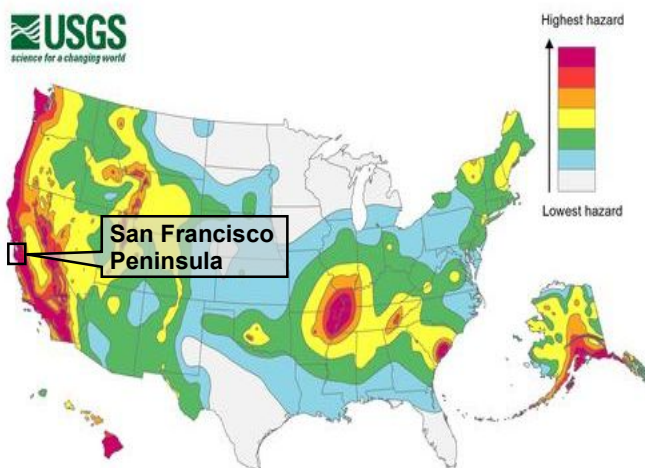 USGS
science for a changing world
Highest hazard
Lowest hazard
San Francisco
Peninsula